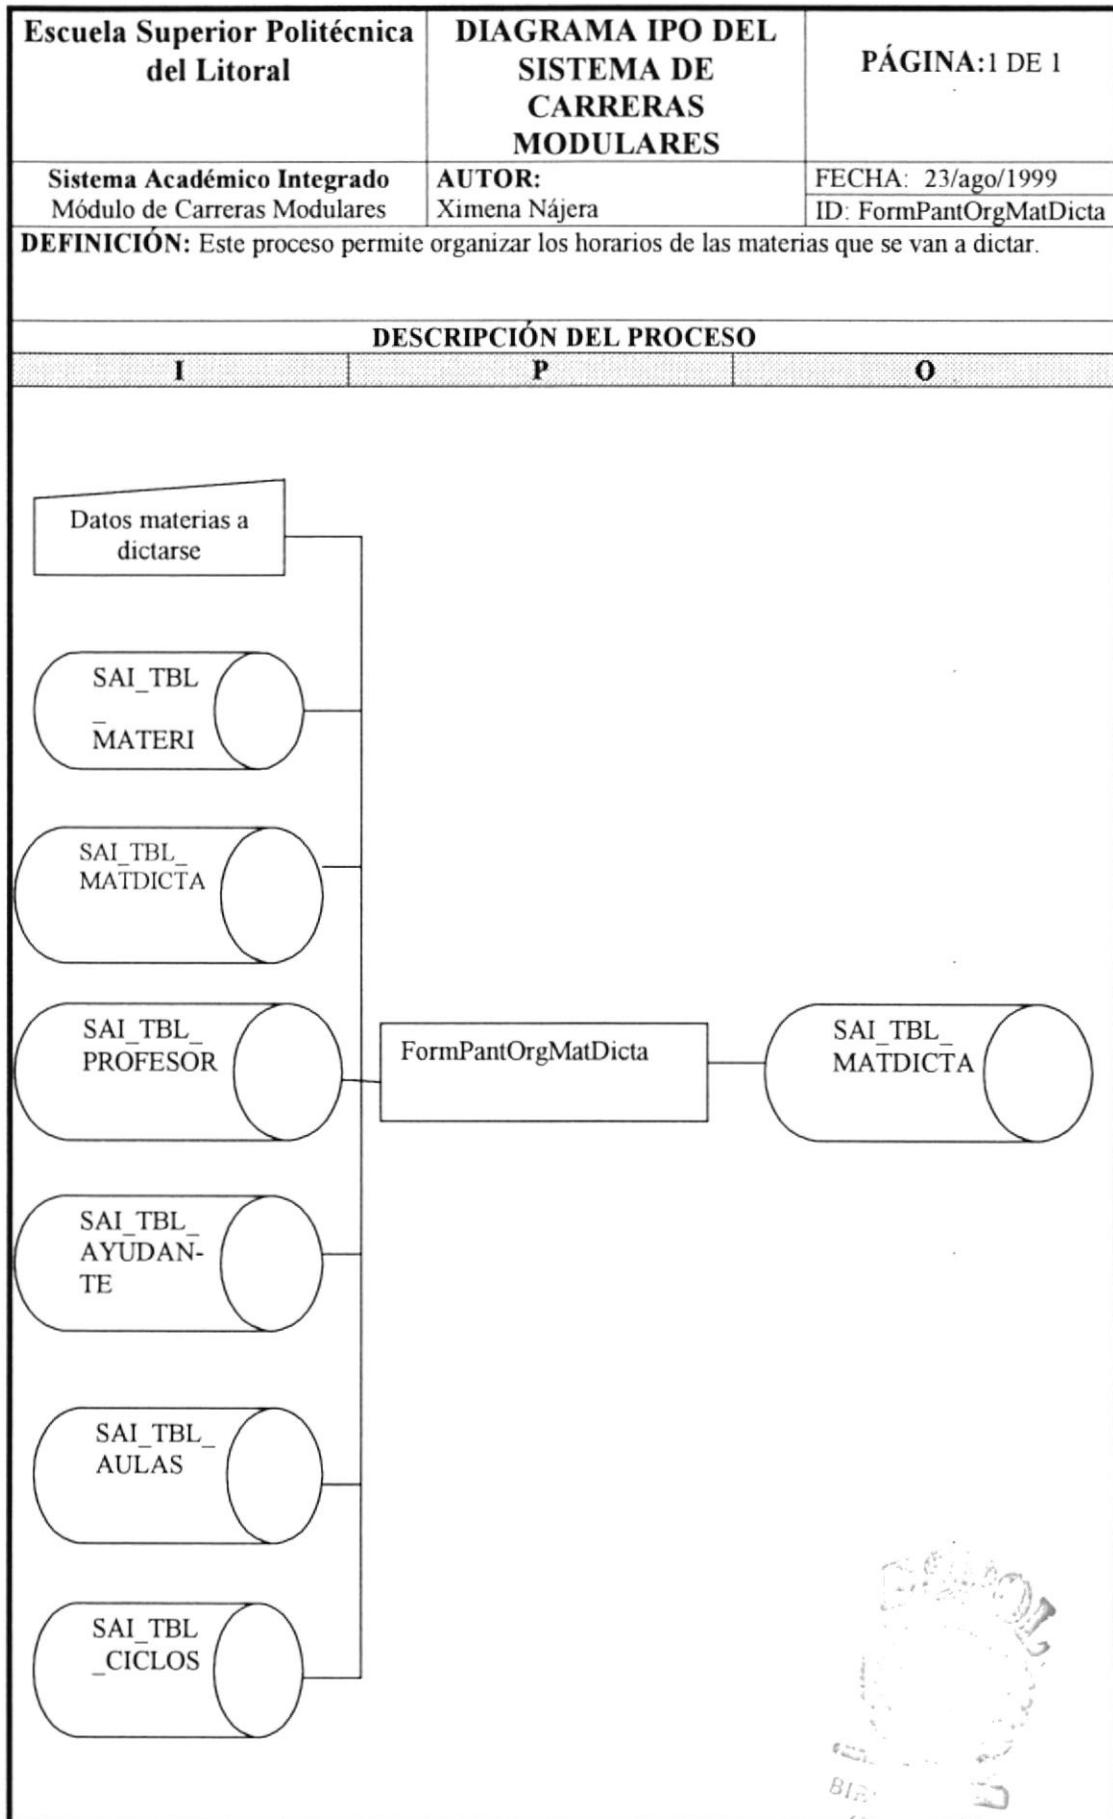 Escuela Superior Politécnica
del Litoral
DIAGRAMA IPO DEL
SISTEMA DE
CARRERAS
MODULARES
PÁGINA:1 DE 1
Sistema Académico Integrado
Módulo de Carreras Modulares
AUTOR:
Ximena Nájera
FECHA: 23/ago/1999
ID: FormPantOrgMatDicta
DEFINICIÓN: Este proceso permite organizar los horarios de las materias que se van a dictar.
DESCRIPCIÓN DEL PROCESO
I
P
O
Datos materias a
dictarse
SAI_TBL
_
MATERI
SAI_TBL_
MATDICTA
SAI_TBL_
PROFESOR
FormPantOrgMatDicta
SAI_TBL_
MATDICTA
SAI_TBL_
AYUDAN-
TE
SAI_TBL_
AULAS
SAI_TBL
_CICLOS